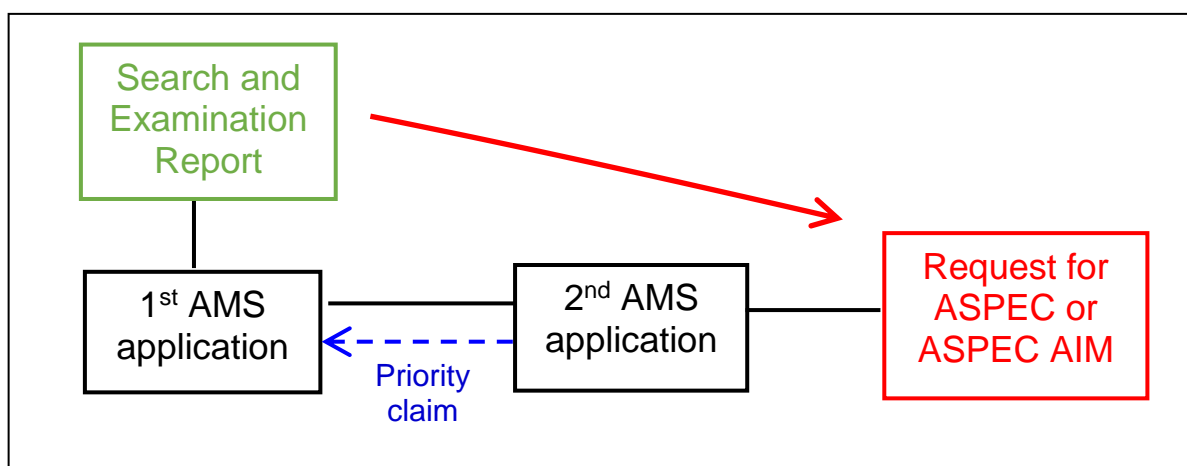 Search and
Examination
Report
1st AMS
application
Priority
claim
2nd AMS
application
Request for
ASPEC or
ASPEC AIM